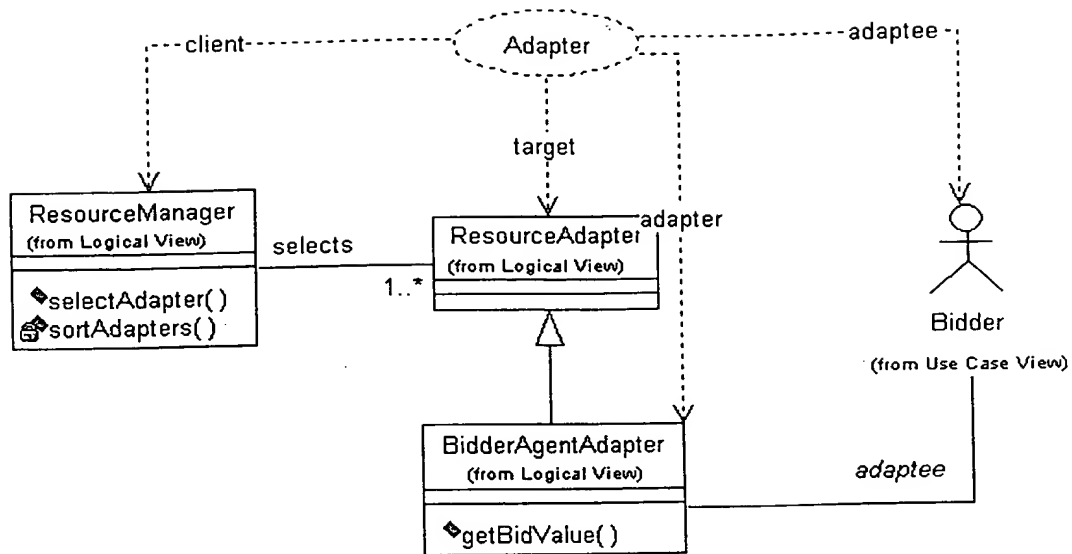 client
Adapter
adaptee
target
ResourceManager
(from Logical View)
selectAdapter()
sortAdapters()
selects
1..*
adapter
ResourceAdapter
(from Logical View)
Bidder
(from Use Case View)
BidderAgentAdapter
(from Logical View)
getBidValue()
adaptee